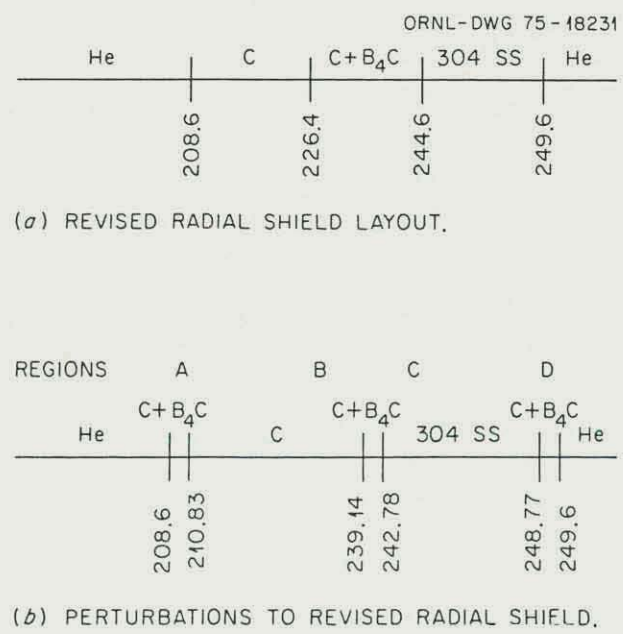 ORNL-DWG 75-18231
He C C+B₄C 304 SS He
208.6 226.4 244.6 249.6
(a) REVISED RADIAL SHIELD LAYOUT.
REGIONS A B C D
C+B₄C C+B₄C C+B₄C
He C 304 SS He
208.6 210.83 239.14 242.78 248.77 249.6
(b) PERTURBATIONS TO REVISED RADIAL SHIELD.